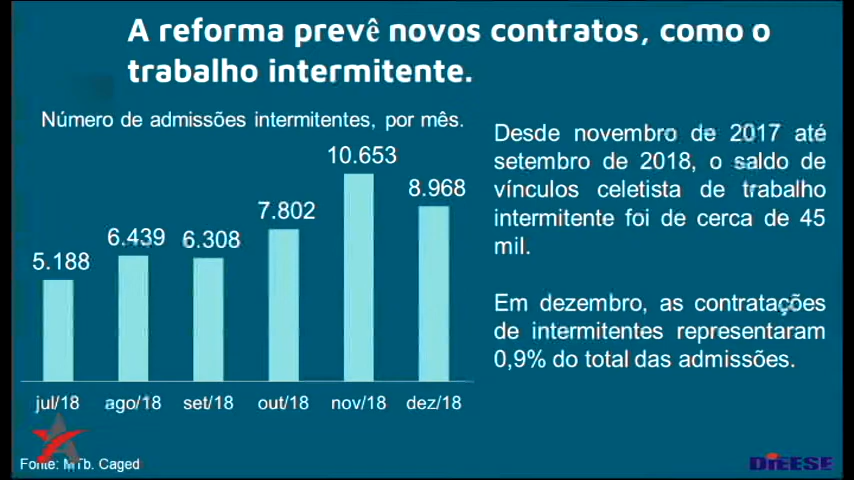 A reforma prevê novos contratos, como o
trabalho intermitente.
Número de admissões intermitentes, por mês.
10.653
8.968
7.802
6.439
6.308
5.188
jul/18 ago/18 set/18 out/18 nov/18 dez/18
Desde novembro de 2017 até
setembro de 2018, o saldo de
vínculos celetista de trabalho
intermitente foi de cerca de 45
mil.
Em dezembro, as contratações
de intermitentes representaram
0,9% do total das admissões.
Fonte: MTb. Caged
DIEESE